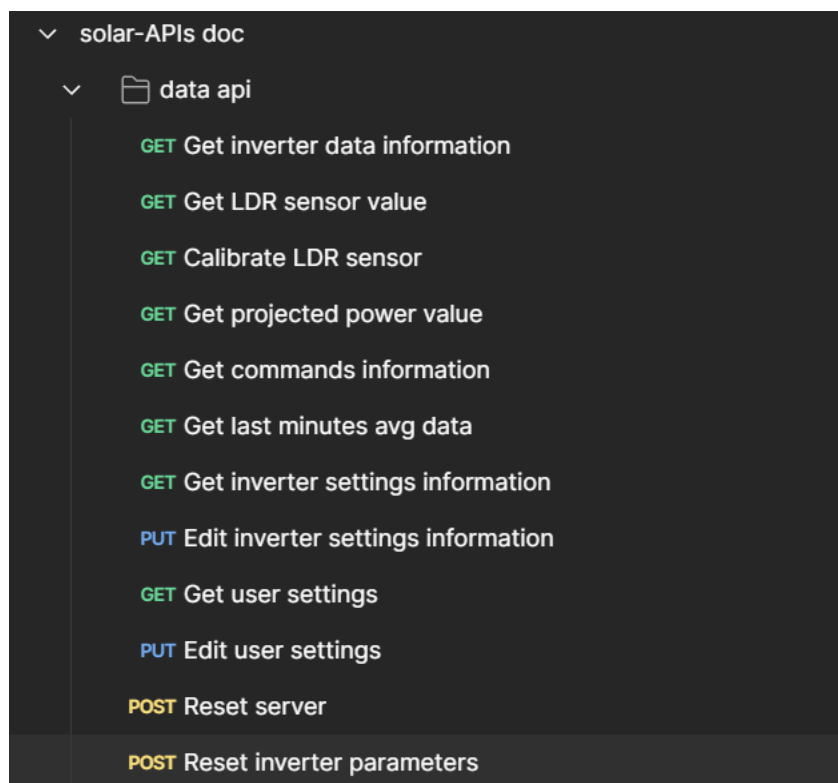 solar-APIs doc
data api
GET Get inverter data information
GET Get LDR sensor value
GET Calibrate LDR sensor
GET Get projected power value
GET Get commands information
GET Get last minutes avg data
GET Get inverter settings information
PUT Edit inverter settings information
GET Get user settings
PUT Edit user settings
POST Reset server
POST Reset inverter parameters